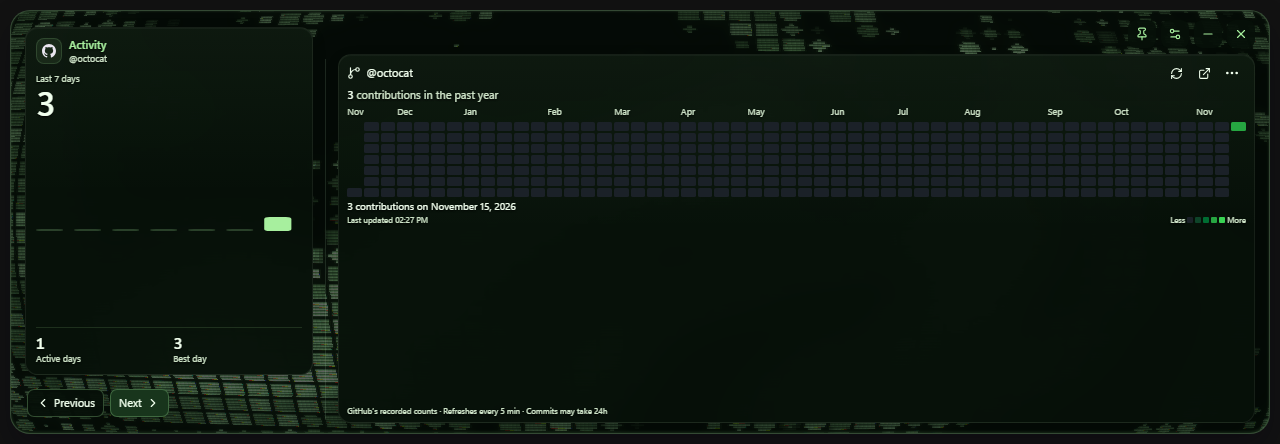 Activity
@octocat
Last 7 days
3
1
Active days
3
Best day
Previous
Next
@octocat
3 contributions in the past year
Nov Dec Jan Feb Mar Apr May Jun Jul Aug Sep Oct Nov
3 contributions on November 15, 2026
Last updated 02:27 PM
Less More
GitHub's recorded counts · Refreshes every 5 min · Commits may take 24h